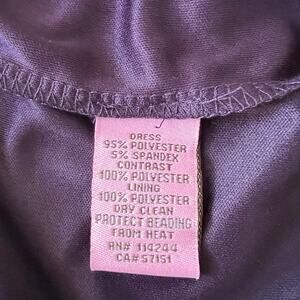 DRESS
95% POLYESTER
5% SPANDEX
CONTRAST
100% POLYESTER
LINING
100% POLYESTER
DRY CLEAN
PROTECT BEADING
FROM HEAT
RN# 114244
CA# 57151